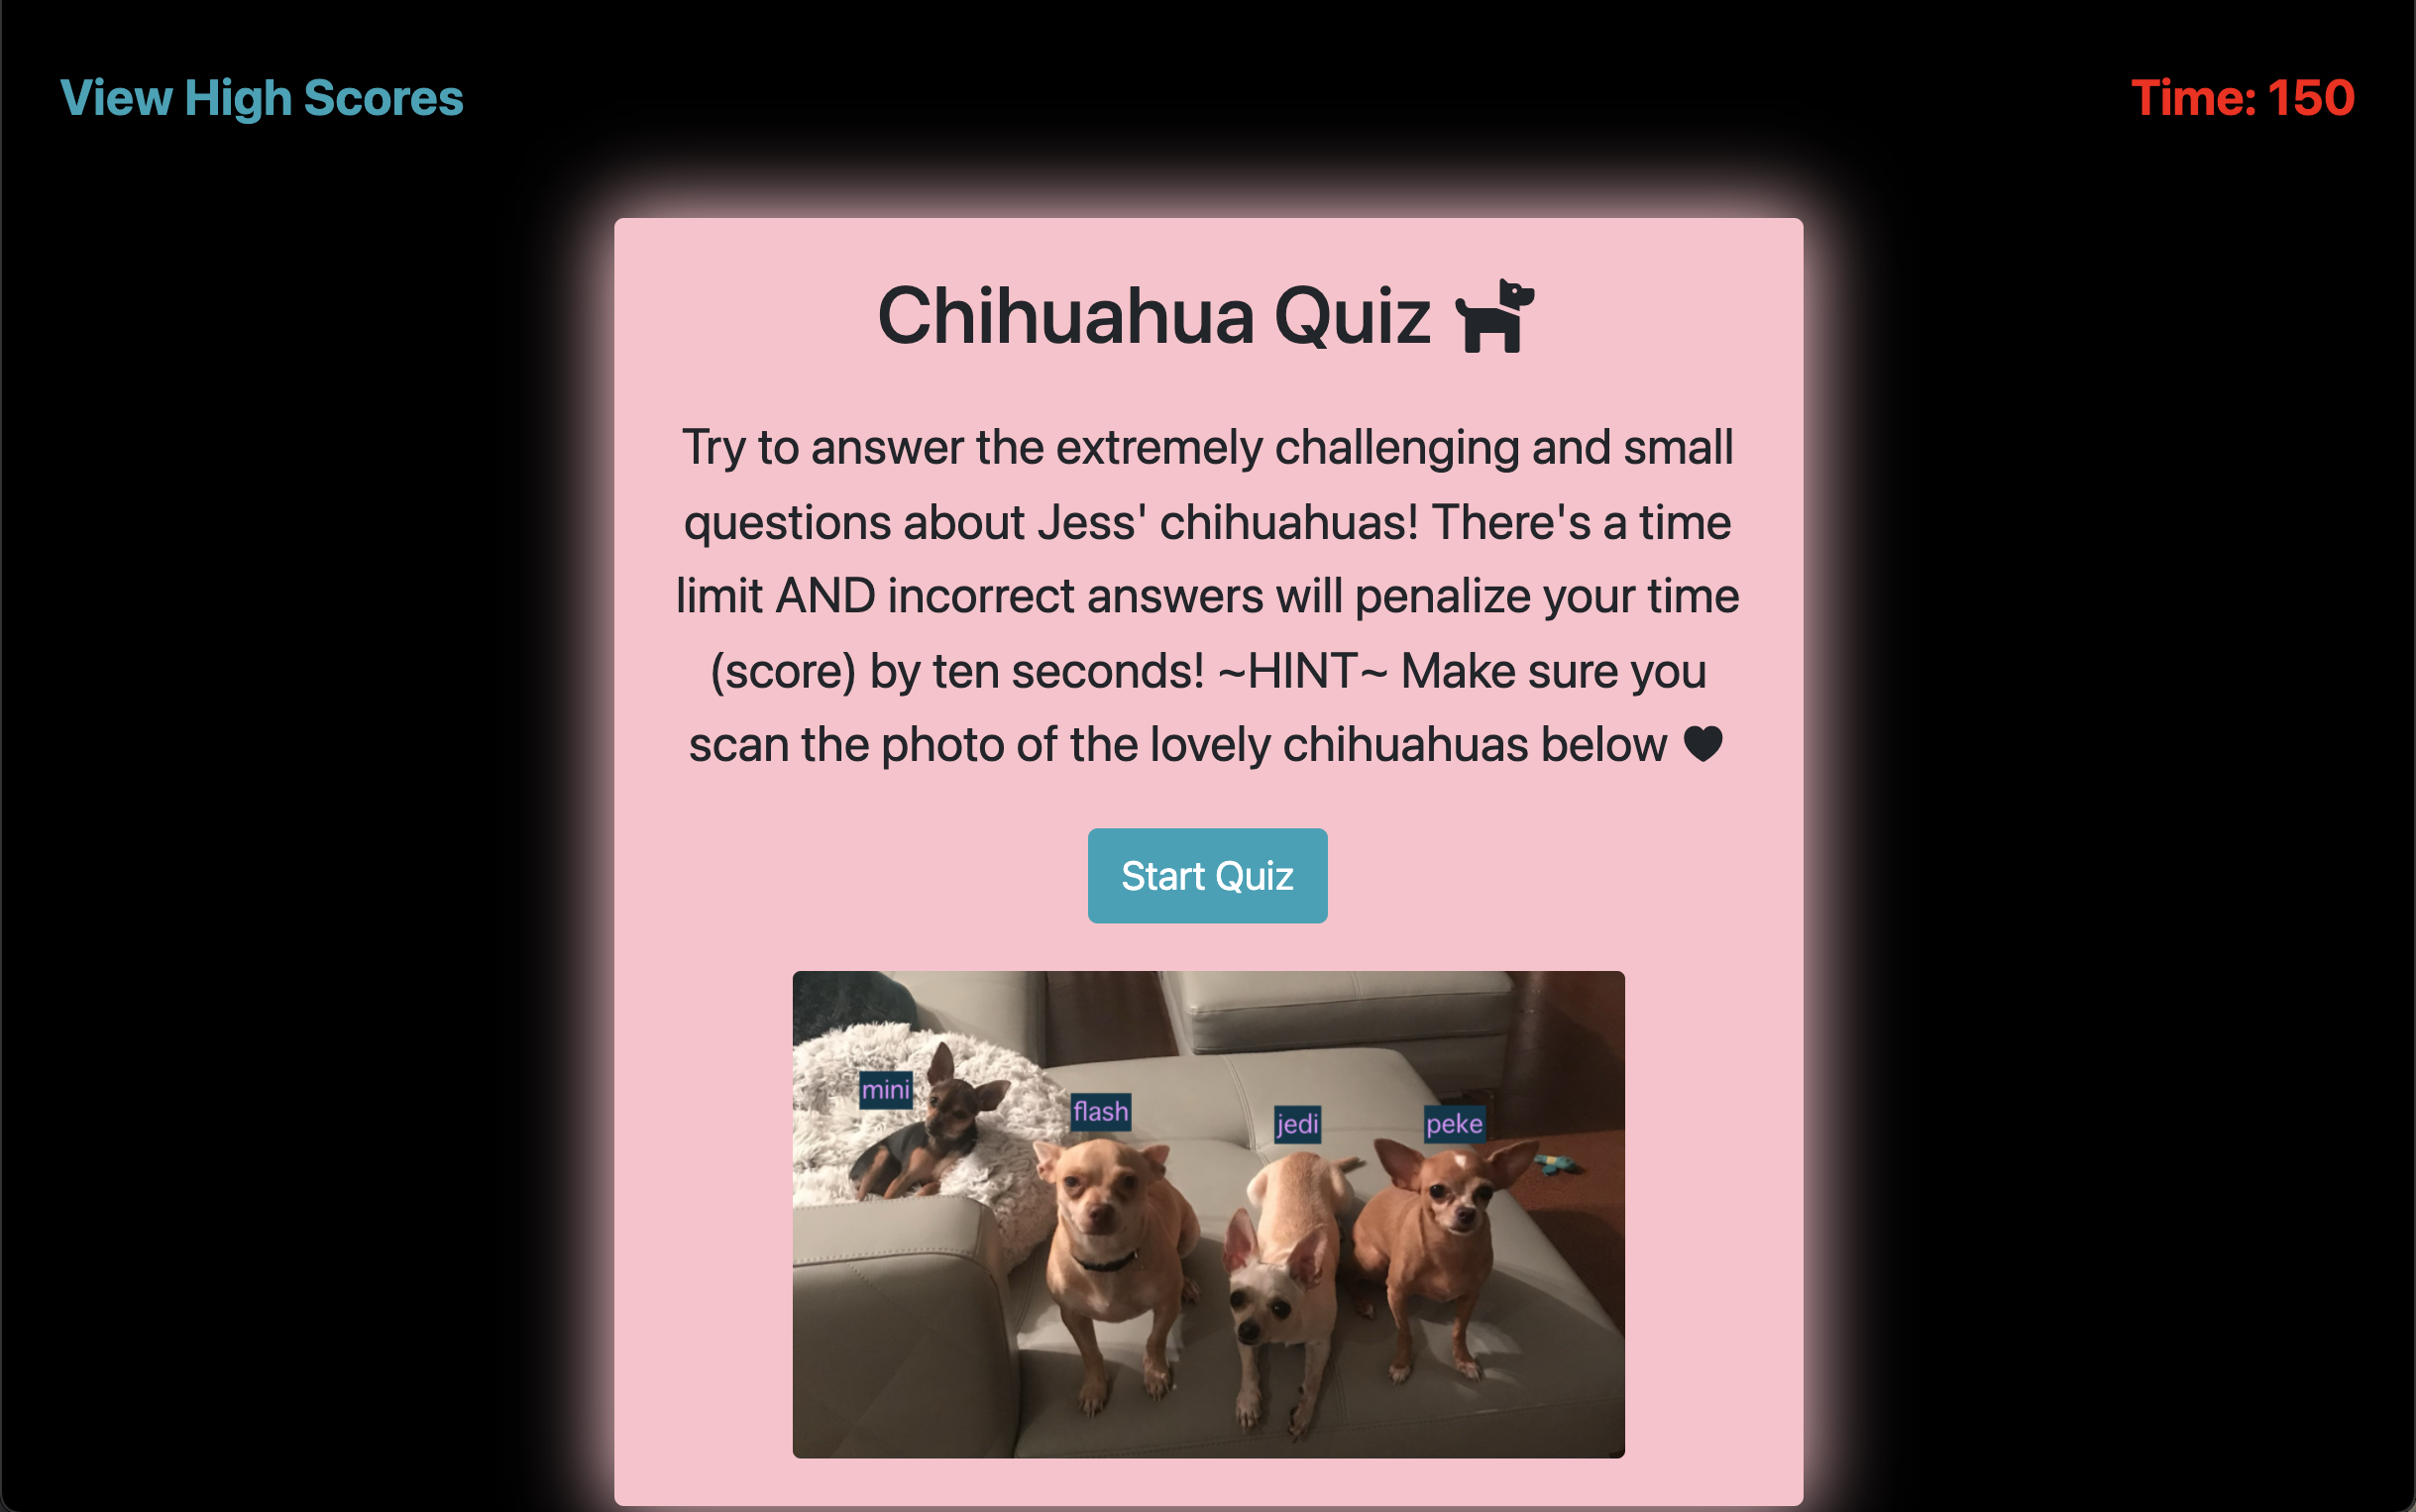 View High Scores
Time: 150
Chihuahua Quiz
Try to answer the extremely challenging and small
questions about Jess' chihuahuas! There's a time
limit AND incorrect answers will penalize your time
(score) by ten seconds! ~HINT~ Make sure you
scan the photo of the lovely chihuahuas below
Start Quiz
mini
flash
jedi
peke